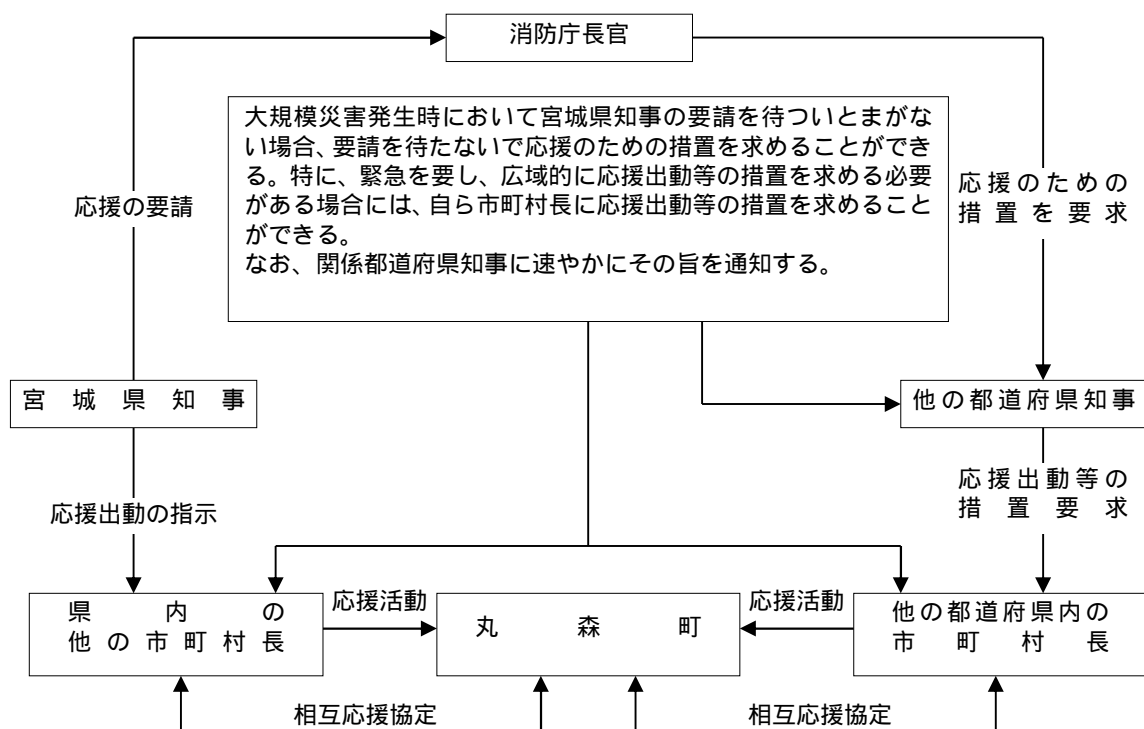 消防庁長官
大規模災害発生時において宮城県知事の要請を待ついとまがな
い場合、要請を待たないで応援のための措置を求めることができ
る。特に、緊急を要し、広域的に応援出動等の措置を求める必要
がある場合には、自ら市町村長に応援出動等の措置を求めること
ができる。
なお、関係都道府県知事に速やかにその旨を通知する。
応援の要請
応援のための
措置を要求
宮城県知事
他の都道府県知事
応援出動の指示
応援出動等の
措置要求
県内の
他の市町村長
応援活動
丸森町
応援活動
他の都道府県内の
市町村長
相互応援協定
相互応援協定